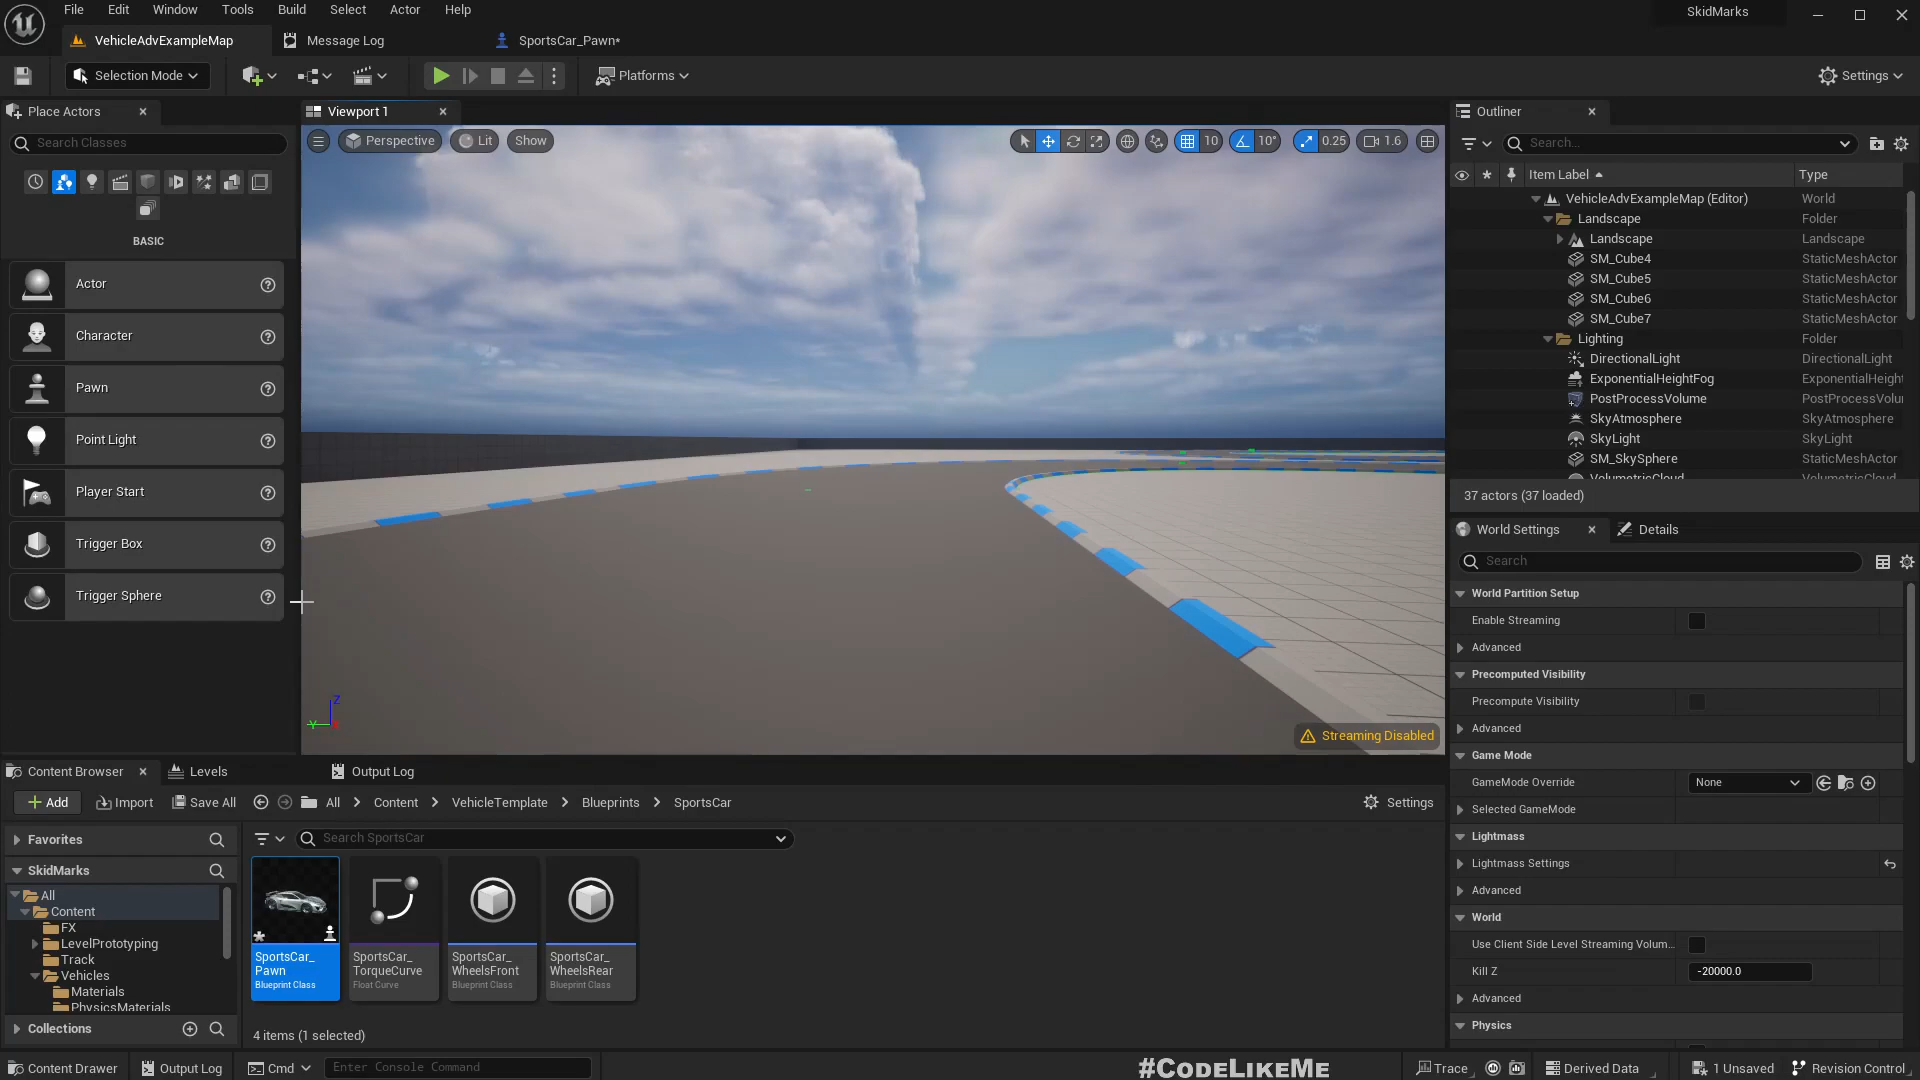 File Edit Window Tools Build Select Actor Help
SkidMarks
VehicleAdvExampleMap
Message Log
SportsCar_Pawn*
Selection Mode
Platforms
Settings
Place Actors
Search Classes
BASIC
Actor
Character
Pawn
Point Light
Player Start
Trigger Box
Trigger Sphere
Viewport 1
Perspective
Lit
Show
10
10°
0.25
1.6
Z
Y
Streaming Disabled
Outliner
Search...
Item Label
Type
VehicleAdvExampleMap (Editor) World
Landscape Folder
Landscape Landscape
SM_Cube4 StaticMeshActor
SM_Cube5 StaticMeshActor
SM_Cube6 StaticMeshActor
SM_Cube7 StaticMeshActor
Lighting Folder
DirectionalLight DirectionalLight
ExponentialHeightFog ExponentialHeight
PostProcessVolume PostProcessVolu
SkyAtmosphere SkyAtmosphere
SkyLight SkyLight
SM_SkySphere StaticMeshActor
37 actors (37 loaded)
World Settings
Details
Search
World Partition Setup
Enable Streaming
Advanced
Precomputed Visibility
Precompute Visibility
Advanced
Game Mode
GameMode Override None
Selected GameMode
Lightmass
Lightmass Settings
Advanced
World
Use Client Side Level Streaming Volum...
Kill Z -20000.0
Advanced
Physics
Content Browser
Levels
Output Log
Add
Import
Save All
All > Content > VehicleTemplate > Blueprints > SportsCar
Settings
Favorites
SkidMarks
All
Content
FX
LevelPrototyping
Track
Vehicles
Materials
PhysicsMaterials
Collections
Search SportsCar
SportsCar_
Pawn
Blueprint Class
SportsCar_
TorqueCurve
Float Curve
SportsCar_
WheelsFront
Blueprint Class
SportsCar_
WheelsRear
Blueprint Class
4 items (1 selected)
Content Drawer
Output Log
Cmd
Enter Console Command
#CodeLikeMe
Trace
Derived Data
1 Unsaved
Revision Control